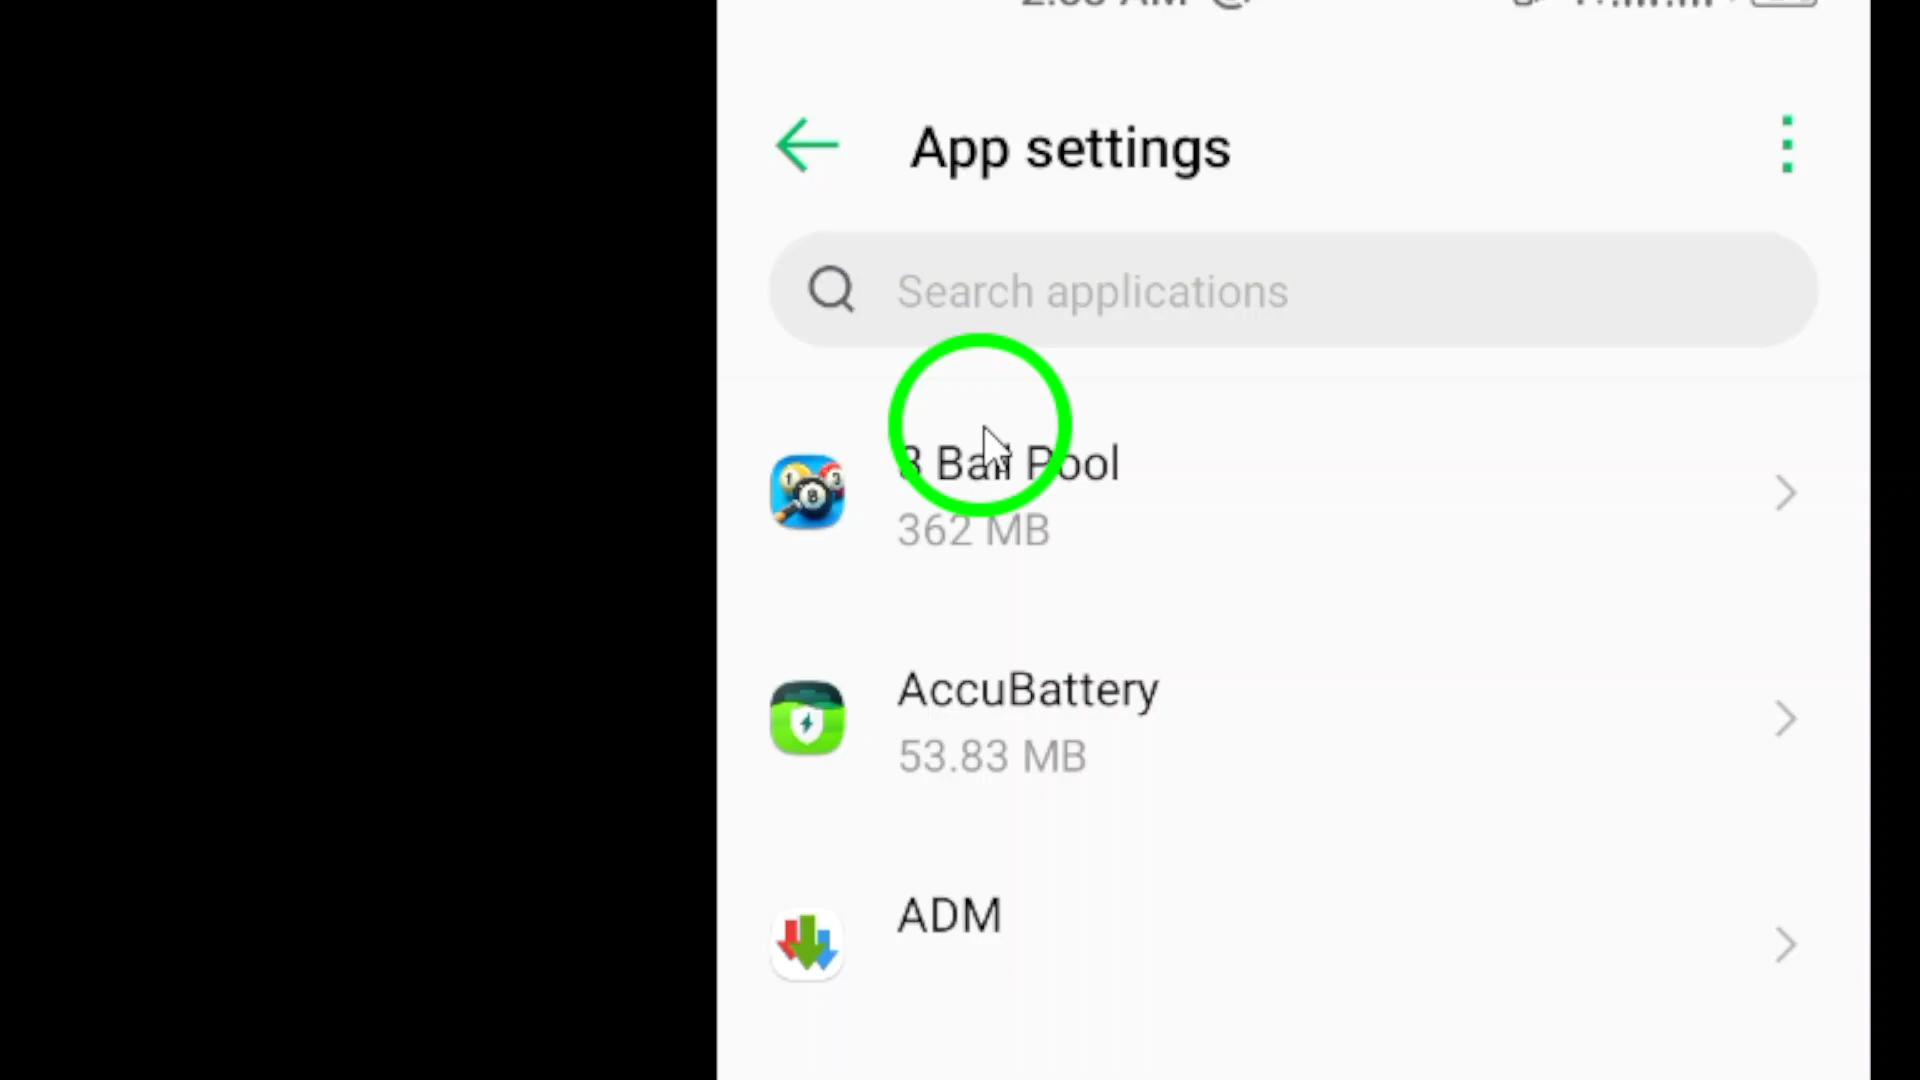 App settings
Search applications
8 Ball Pool
362 MB
AccuBattery
53.83 MB
ADM